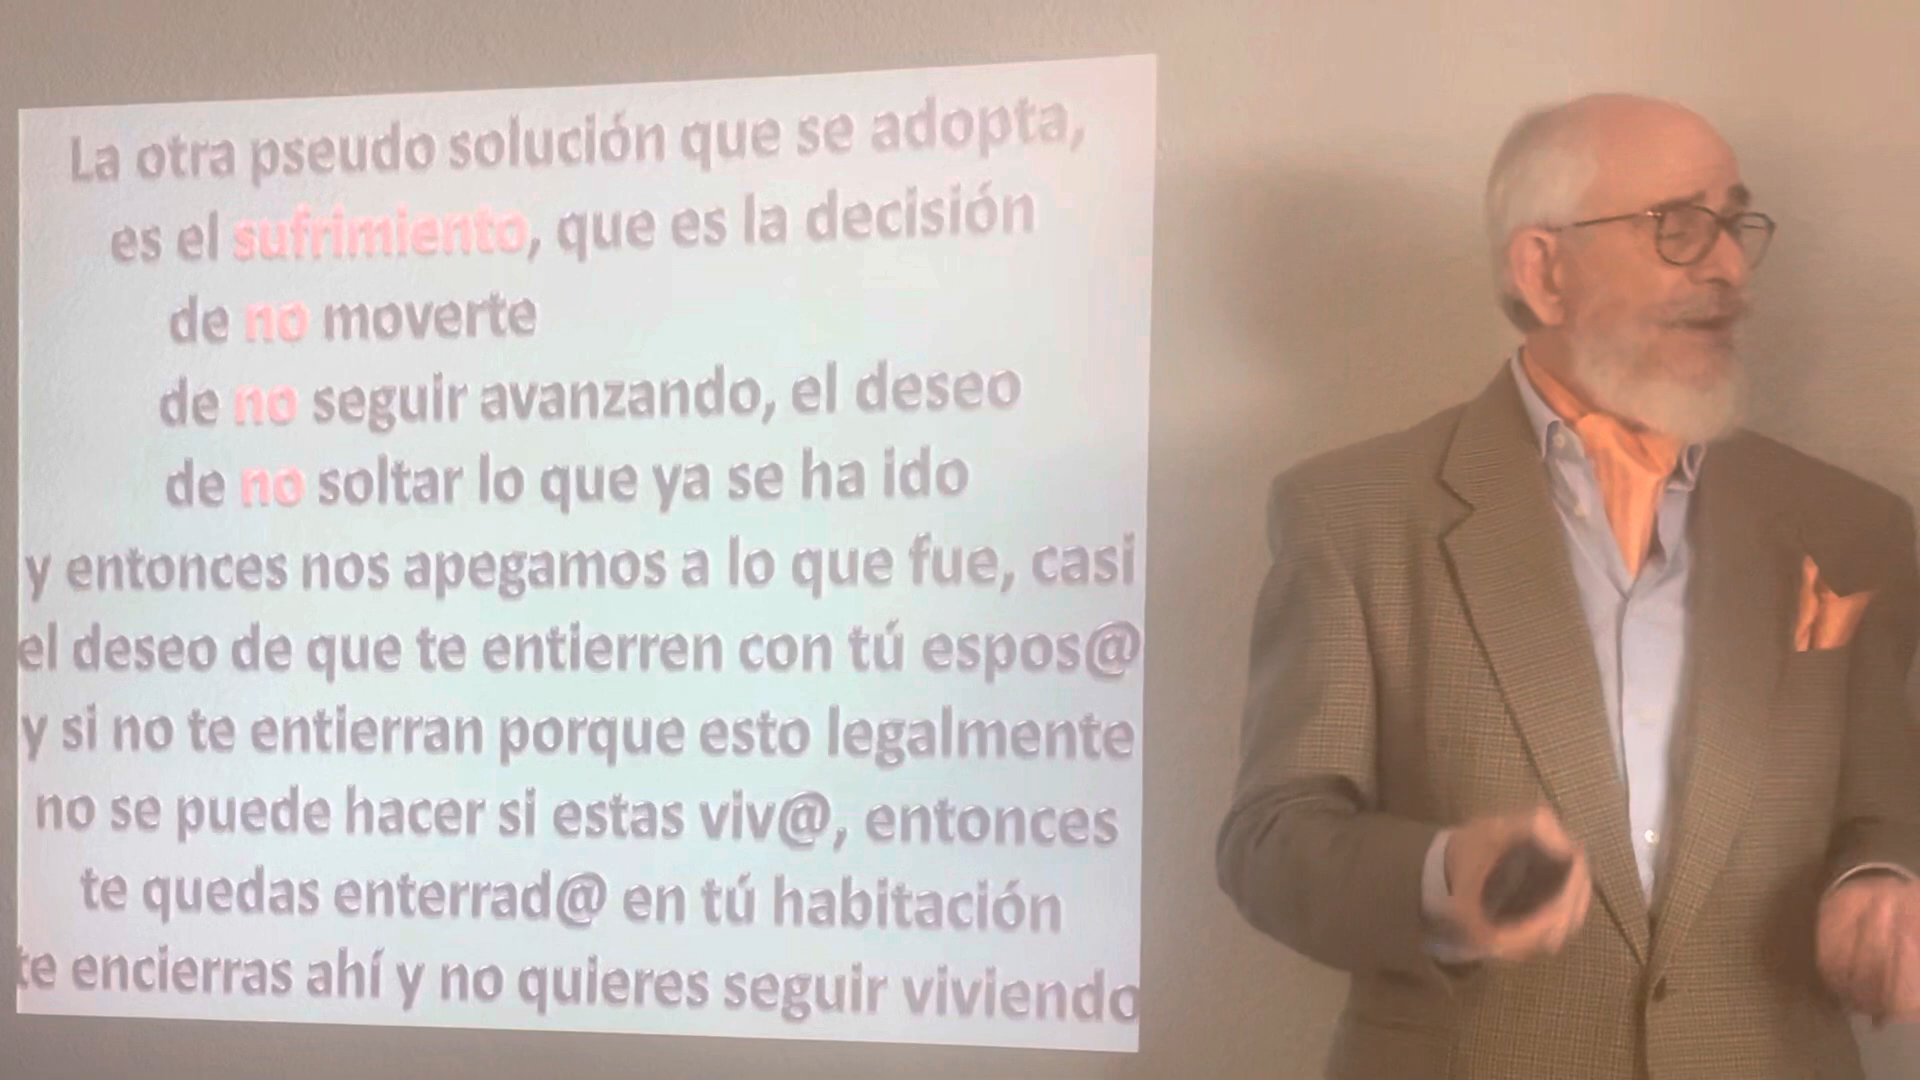 La otra pseudo solución que se adopta,
es el sufrimiento, que es la decisión
de no moverte
de no seguir avanzando, el deseo
de no soltar lo que ya se ha ido
y entonces nos apegamos a lo que fue, casi
el deseo de que te entierren con tú espos@
y si no te entierran porque esto legalmente
no se puede hacer si estas viv@, entonces
te quedas enterrad@ en tú habitación
te encierras ahí y no quieres seguir viviendo